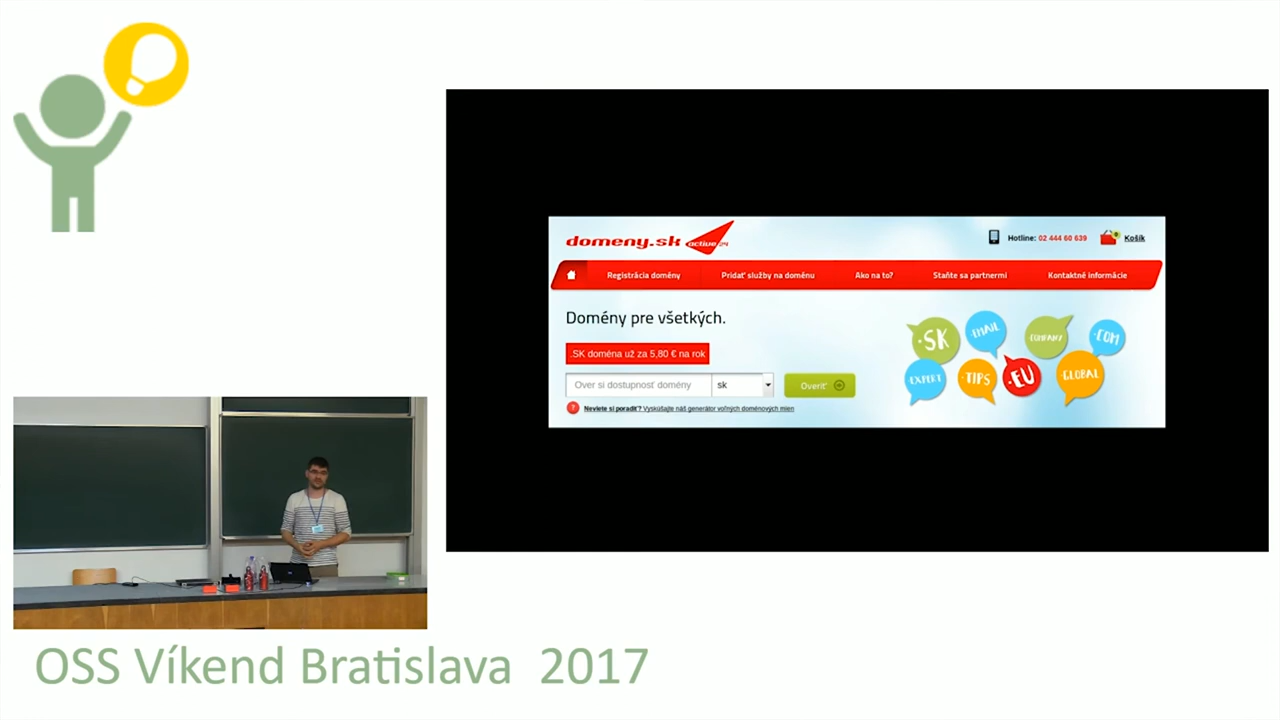 domeny.sk active 24
Hotline: 02 444 60 639
0
Košík
Registrácia domény
Pridať služby na doménu
Ako na to?
Staňte sa partnermi
Kontaktné informácie
Domény pre všetkých.
.SK doména už za 5,80 € na rok
Over si dostupnosť domény
sk
Overiť
? Neviete si poradiť? Vyskúšajte náš generátor voľných doménových mien
.SK
.EMAIL
.COMPANY
.COM
.EXPERT
.TIPS
.EU
.GLOBAL
OSS Víkend Bratislava 2017